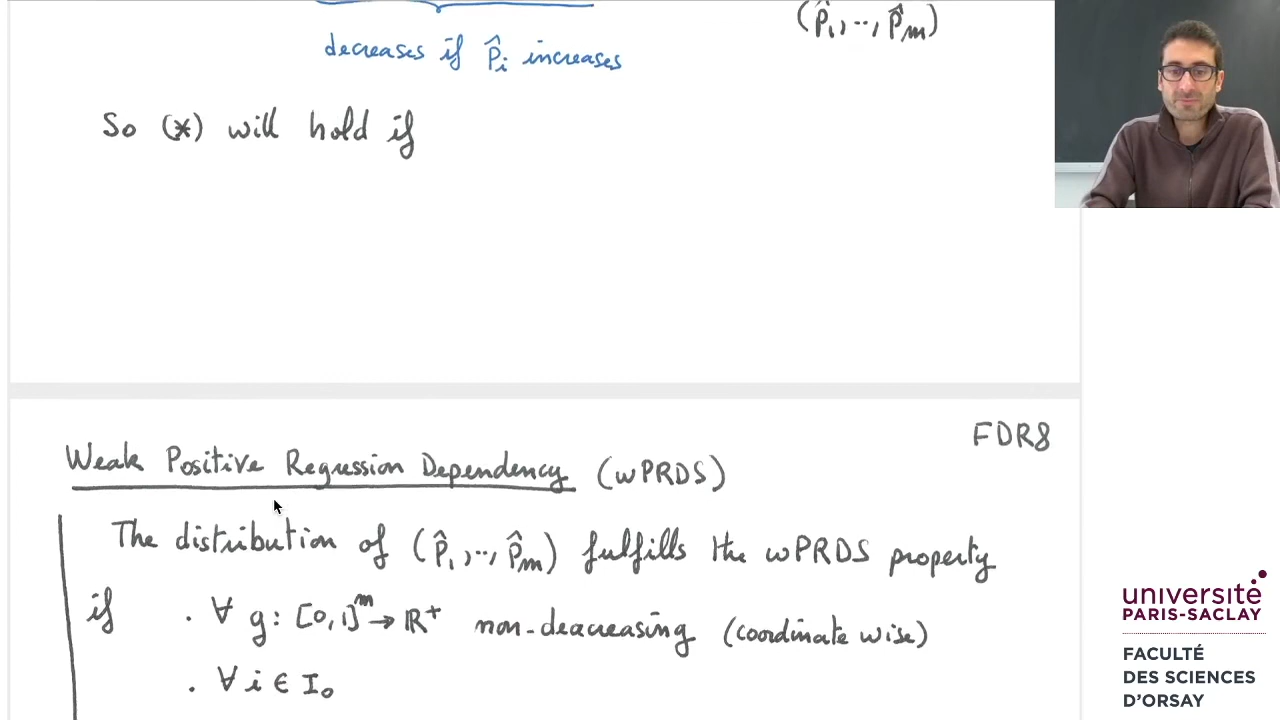 (p̂₁, ··, p̂ₘ)
decreases if p̂ᵢ increases
So (*) will hold if
FDR8
Weak Positive Regression Dependency (wPRDS)
The distribution of (p̂₁, ··, p̂ₘ) fulfills the wPRDS property
if · ∀ g: [0,1]ᵐ → ℝ⁺ non-deacreasing (coordinate wise)
· ∀ i ∈ I₀
université
PARIS-SACLAY
FACULTÉ
DES SCIENCES
D'ORSAY